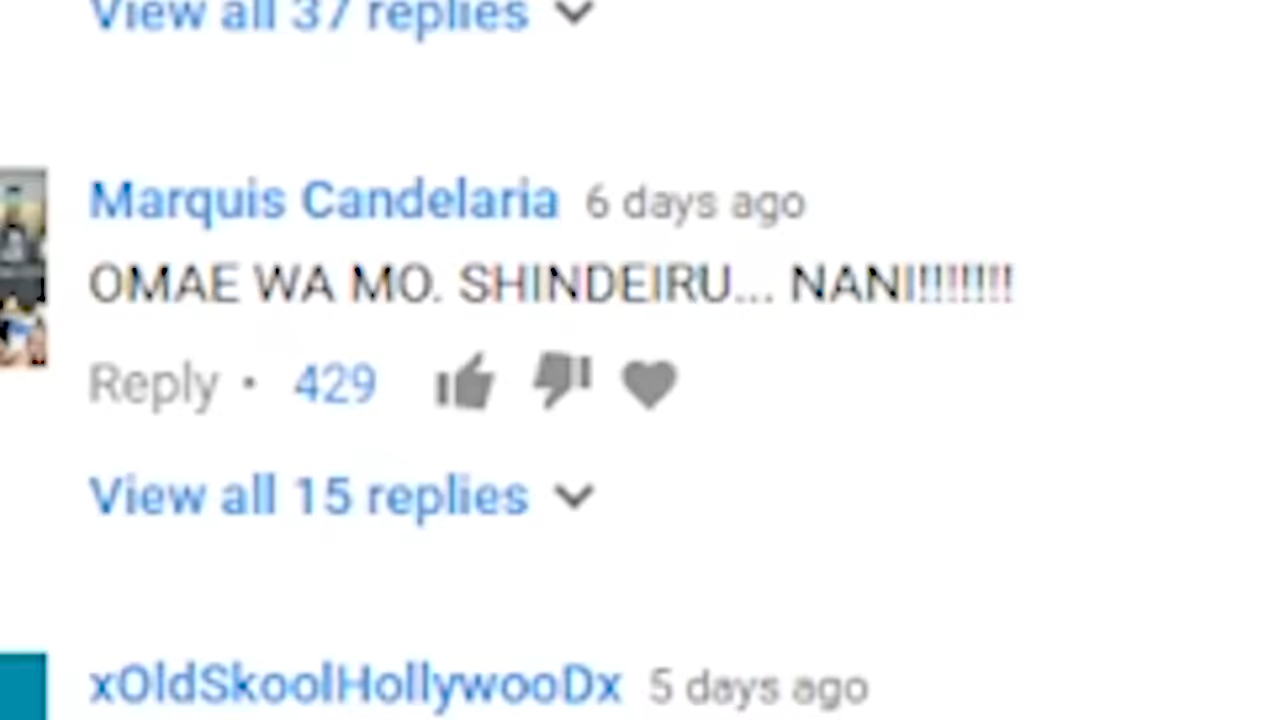 View all 37 replies
Marquis Candelaria 6 days ago
OMAE WA MO. SHINDEIRU... NANI!!!!!!!
Reply • 429
View all 15 replies
xOldSkoolHollywooDx 5 days ago